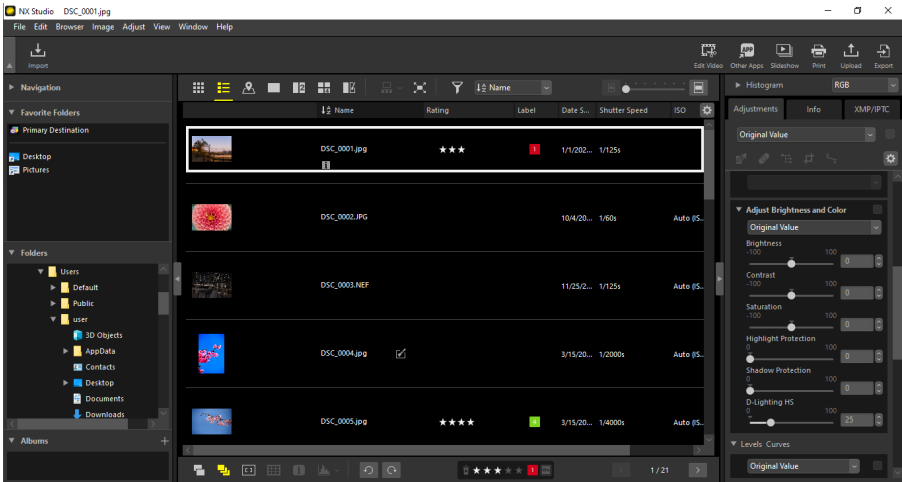 NX Studio DSC_0001.jpg
File Edit Browser Image Adjust View Window Help
Import
Edit Video Other Apps Slideshow Print Upload Export
Navigation
Favorite Folders
Primary Destination
Desktop
Pictures
Folders
Users
Default
Public
user
3D Objects
AppData
Contacts
Desktop
Documents
Downloads
Albums
Name
Name Rating Label Date S... Shutter Speed ISO
DSC_0001.jpg ★★★ 1 1/1/202... 1/125s
DSC_0002.JPG 10/4/20... 1/60s Auto (IS...
DSC_0003.NEF 11/25/2... 1/125s Auto (IS...
DSC_0004.jpg 3/15/20... 1/2000s Auto (IS...
DSC_0005.jpg ★★★★ 4 3/15/20... 1/4000s Auto (IS...
1 1/21
Histogram RGB
Adjustments Info XMP/IPTC
Original Value
Adjust Brightness and Color
Original Value
Brightness
-100 100 0
Contrast
-100 100 0
Saturation
-100 100 0
Highlight Protection
0 100 0
Shadow Protection
0 100 0
D-Lighting HS
0 100 25
Levels Curves
Original Value